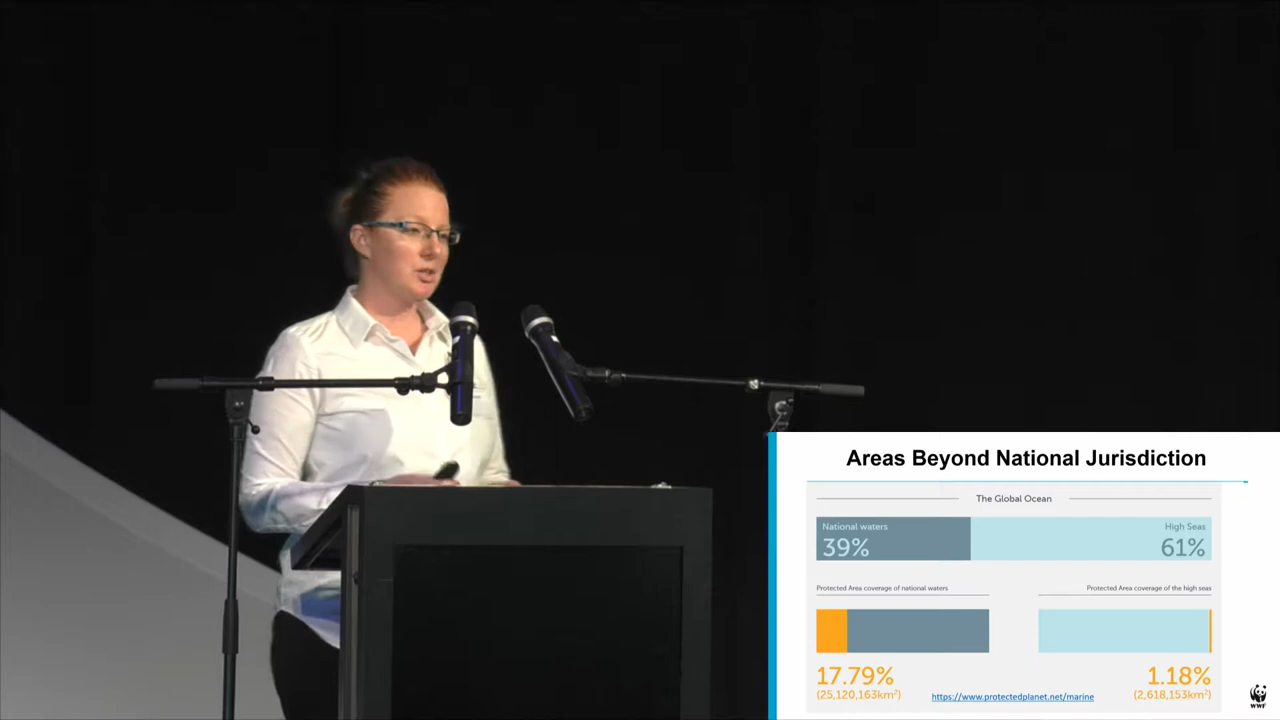 Areas Beyond National Jurisdiction
The Global Ocean
National waters
39%
High Seas
61%
Protected Area coverage of national waters
Protected Area coverage of the high seas
17.79%
(25,120,163km²)
https://www.protectedplanet.net/marine
1.18%
(2,618,153km²)
WWF